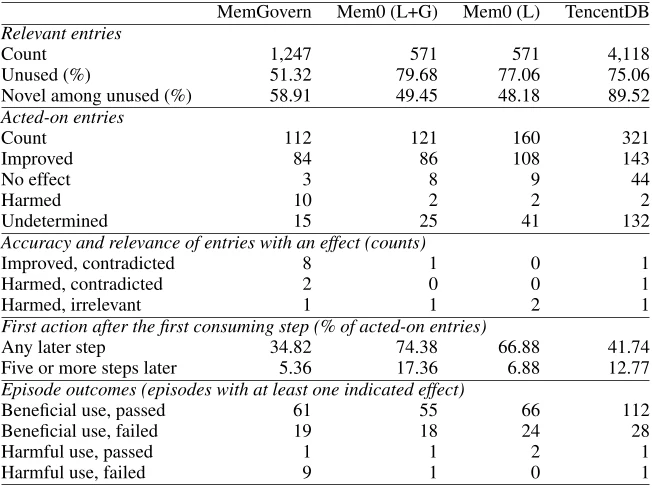 MemGovern Mem0 (L+G) Mem0 (L) TencentDB
Relevant entries
Count 1,247 571 571 4,118
Unused (%) 51.32 79.68 77.06 75.06
Novel among unused (%) 58.91 49.45 48.18 89.52
Acted-on entries
Count 112 121 160 321
Improved 84 86 108 143
No effect 3 8 9 44
Harmed 10 2 2 2
Undetermined 15 25 41 132
Accuracy and relevance of entries with an effect (counts)
Improved, contradicted 8 1 0 1
Harmed, contradicted 2 0 0 1
Harmed, irrelevant 1 1 2 1
First action after the first consuming step (% of acted-on entries)
Any later step 34.82 74.38 66.88 41.74
Five or more steps later 5.36 17.36 6.88 12.77
Episode outcomes (episodes with at least one indicated effect)
Beneficial use, passed 61 55 66 112
Beneficial use, failed 19 18 24 28
Harmful use, passed 1 1 2 1
Harmful use, failed 9 1 0 1